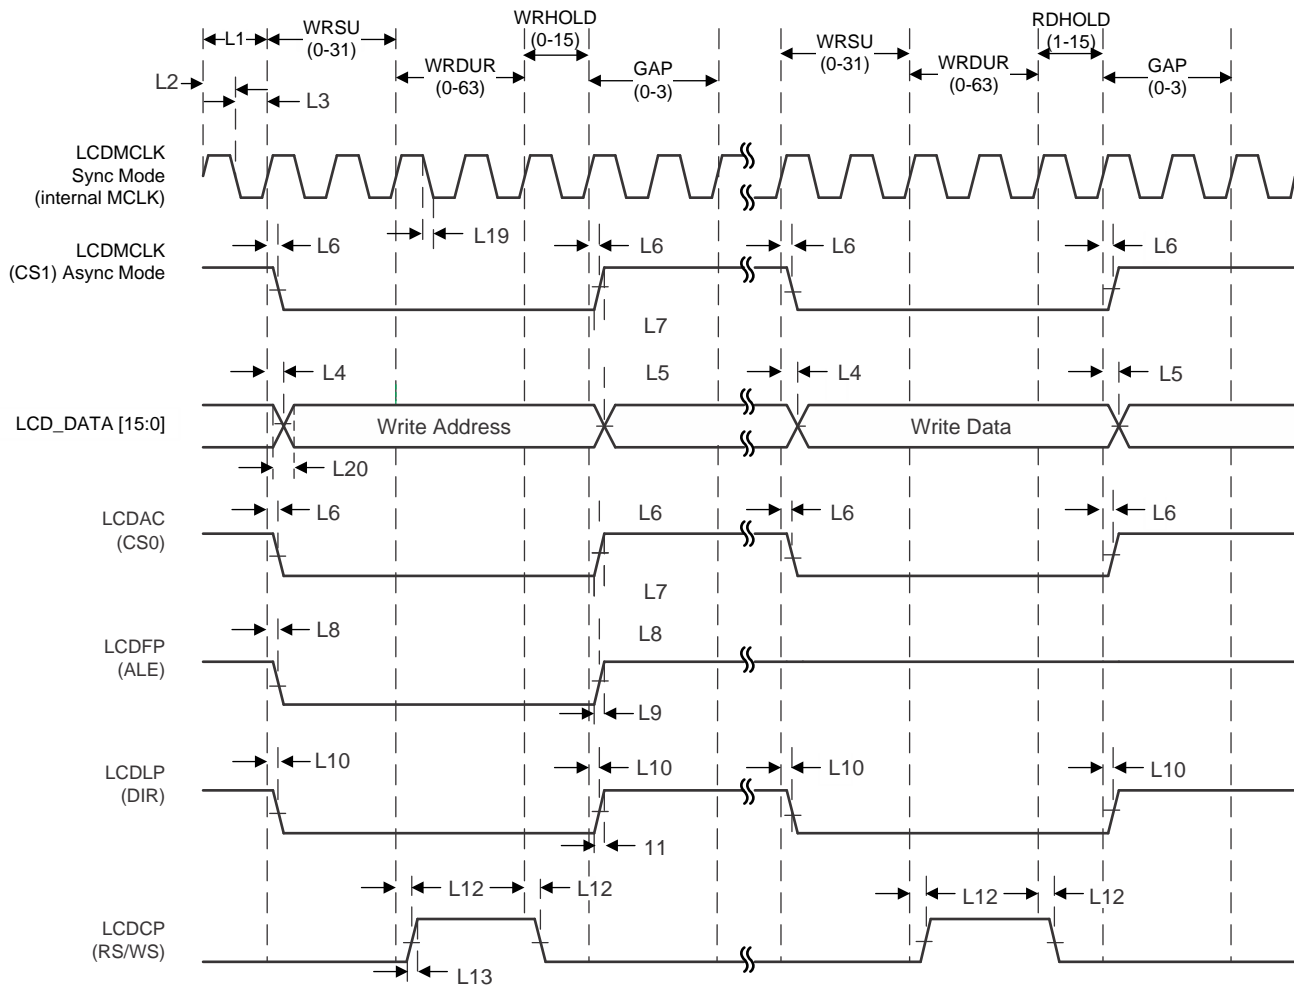 WRHOLD
(0-15)
RDHOLD
(1-15)
L1
WRSU
(0-31)
WRSU
(0-31)
WRDUR
(0-63)
GAP
(0-3)
WRDUR
(0-63)
GAP
(0-3)
L2
L3
LCDMCLK
Sync Mode
(internal MCLK)
L19
LCDMCLK
(CS1) Async Mode
L6
L6
L6
L6
L7
L4
L5
L4
L5
LCD_DATA [15:0]
Write Address
Write Data
L20
LCDAC
(CS0)
L6
L6
L6
L6
L7
LCDFP
(ALE)
L8
L8
L9
LCDLP
(DIR)
L10
L10
L10
L10
11
LCDCP
(RS/WS)
L12
L12
L12
L12
L13